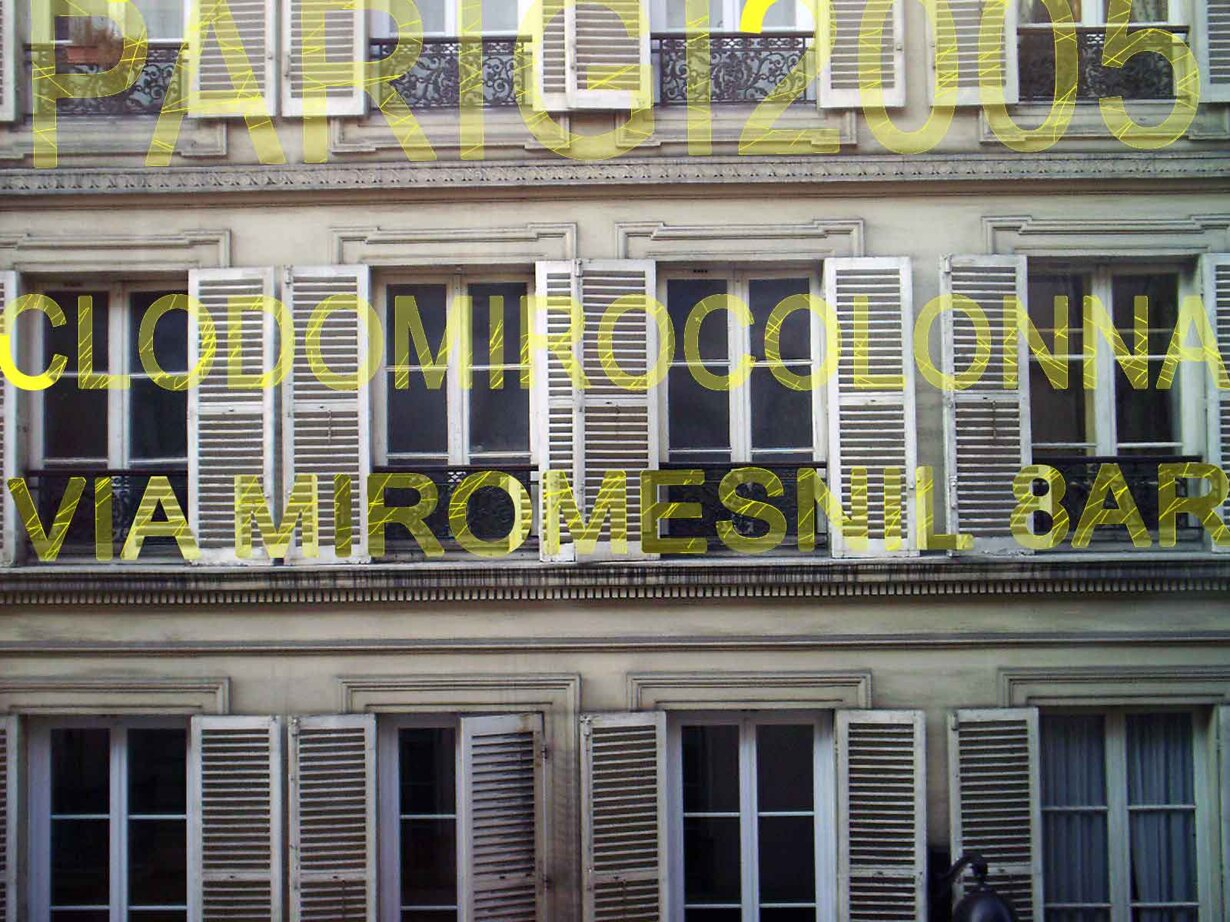 PARIGI2005
CLODOMIROCOLONNA
VIA MIROMESNIL 8AR